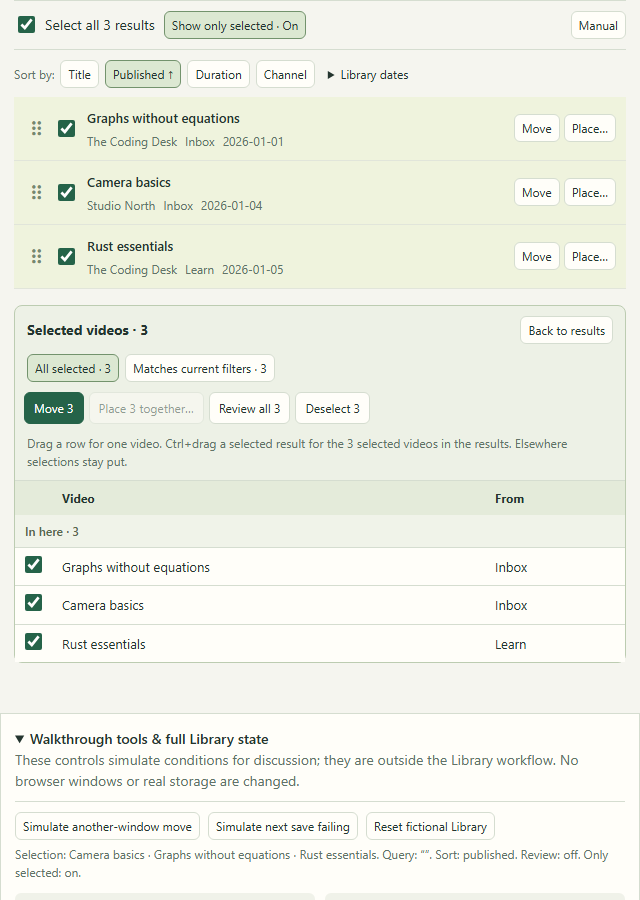 Select all 3 results Show only selected · On Manual
Sort by: Title Published ↑ Duration Channel ▶ Library dates
Graphs without equations
The Coding Desk Inbox 2026-01-01
Move Place...
Camera basics
Studio North Inbox 2026-01-04
Move Place...
Rust essentials
The Coding Desk Learn 2026-01-05
Move Place...
Selected videos · 3
Back to results
All selected · 3 Matches current filters · 3
Move 3 Place 3 together... Review all 3 Deselect 3
Drag a row for one video. Ctrl+drag a selected result for the 3 selected videos in the results. Elsewhere
selections stay put.
Video From
In here · 3
Graphs without equations Inbox
Camera basics Inbox
Rust essentials Learn
▼ Walkthrough tools & full Library state
These controls simulate conditions for discussion; they are outside the Library workflow. No
browser windows or real storage are changed.
Simulate another-window move Simulate next save failing Reset fictional Library
Selection: Camera basics · Graphs without equations · Rust essentials. Query: “”. Sort: published. Review: off. Only
selected: on.